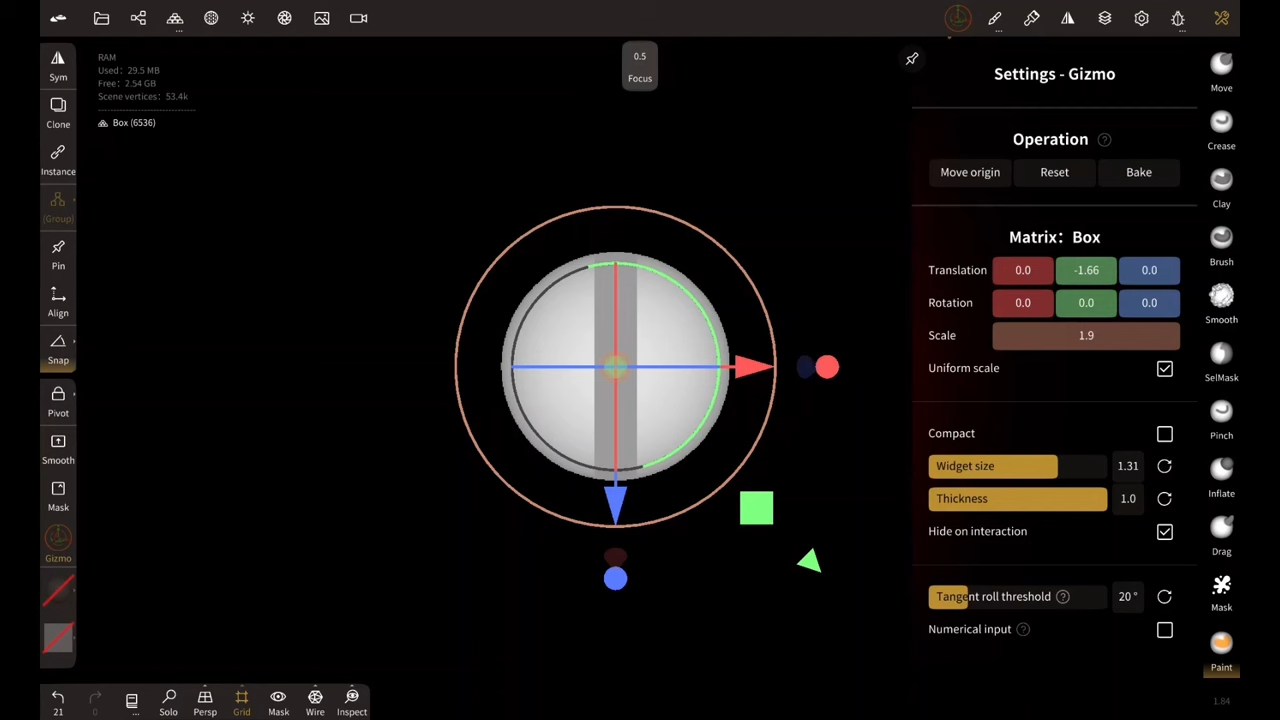 RAM
Used: 29.5 MB
Free: 2.54 GB
Scene vertices: 53.4k
Box (6536)
0.5
Focus
Sym
Clone
Instance
(Group)
Pin
Align
Snap
Pivot
Smooth
Mask
Gizmo
21
0
...
Solo
Persp
Grid
Mask
Wire
Inspect
Settings - Gizmo
Operation ?
Move origin
Reset
Bake
Matrix: Box
Translation 0.0 -1.66 0.0
Rotation 0.0 0.0 0.0
Scale 1.9
Uniform scale
Compact
Widget size 1.31
Thickness 1.0
Hide on interaction
Tangent roll threshold ? 20 °
Numerical input ?
Move
Crease
Clay
Brush
Smooth
SelMask
Pinch
Inflate
Drag
Mask
Paint
1.84